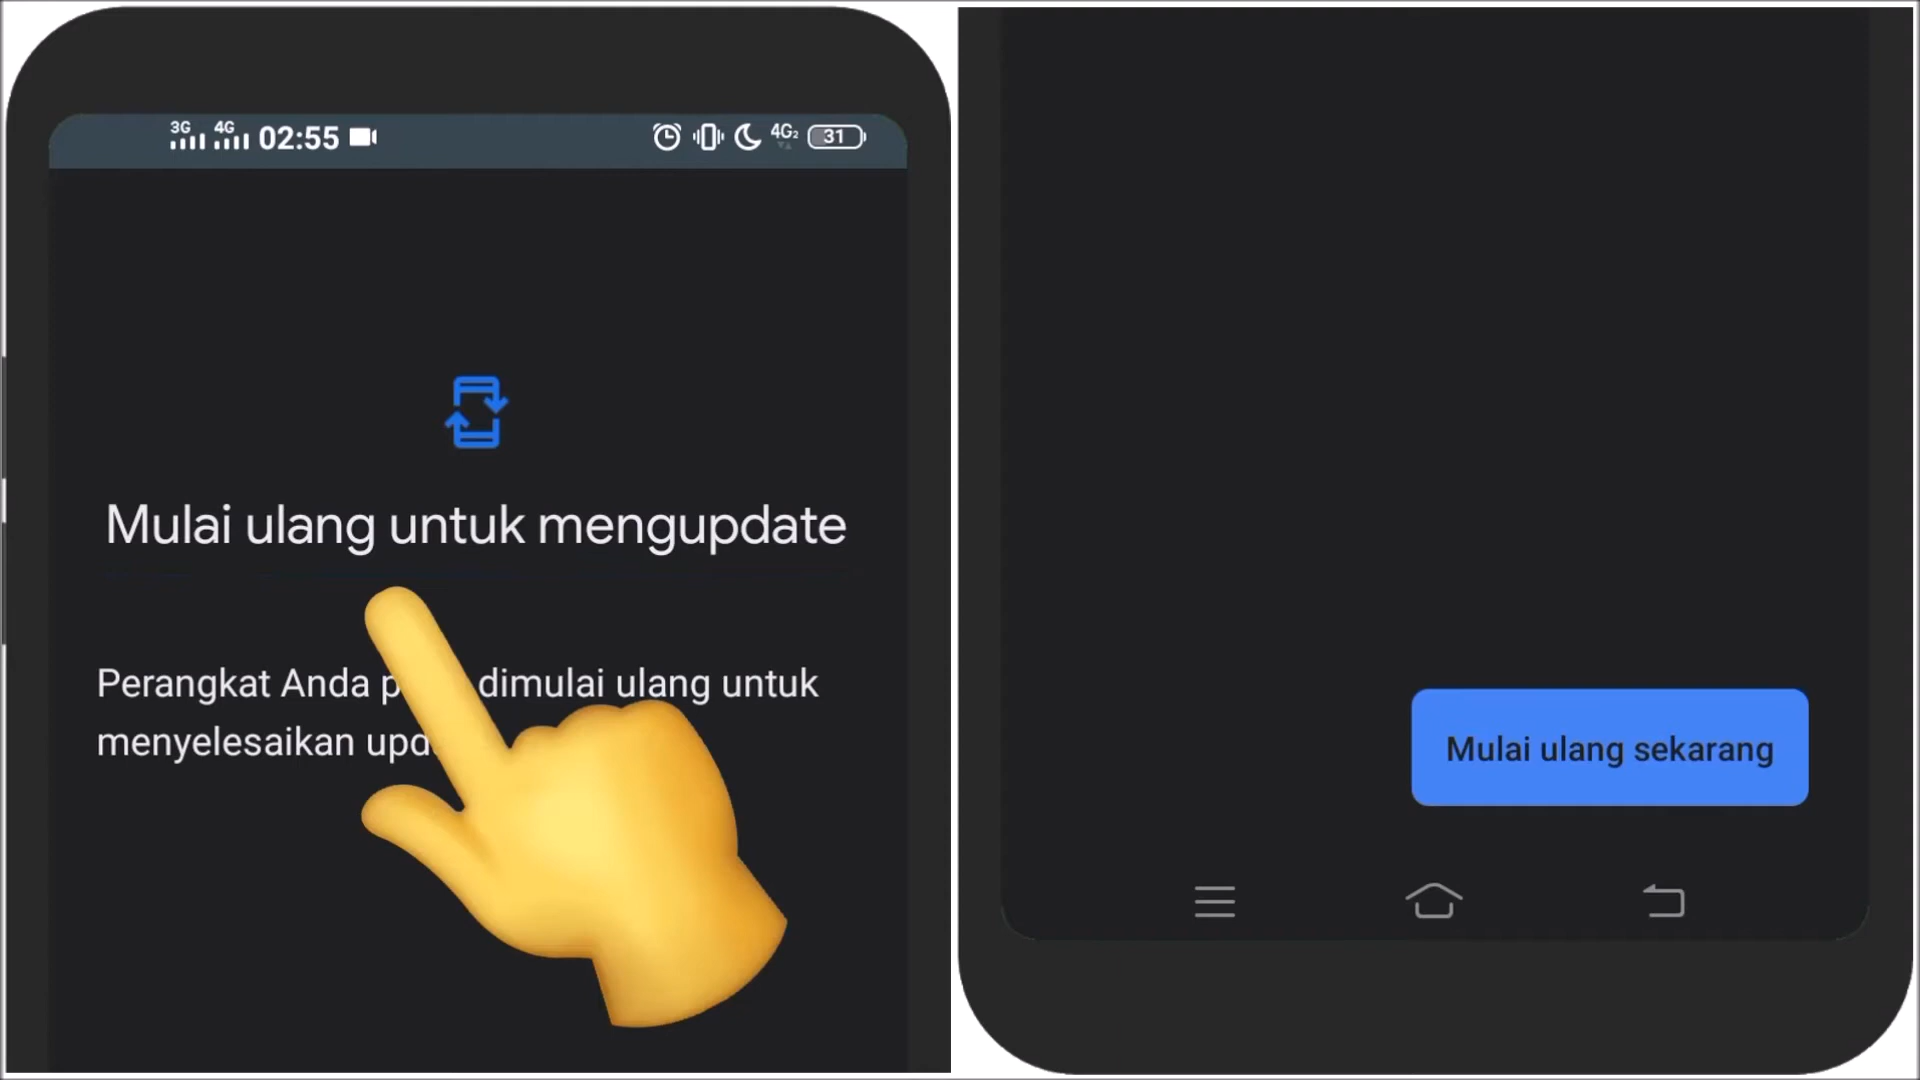 3G 4G 02:55 4G2 31
Mulai ulang untuk mengupdate
Perangkat Anda dimulai ulang untuk
menyelesaikan
Mulai ulang sekarang